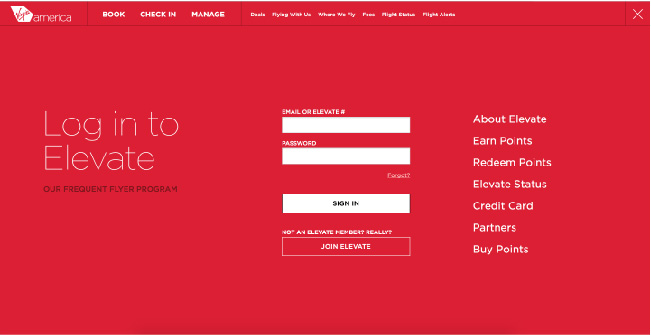 Virgin america
BOOK CHECK IN MANAGE Deals Flying With Us Where We Fly Fees Flight Status Flight Alerts
Log in to
Elevate
OUR FREQUENT FLYER PROGRAM
EMAIL OR ELEVATE #
PASSWORD
Forgot?
SIGN IN
NOT AN ELEVATE MEMBER? REALLY?
JOIN ELEVATE
About Elevate
Earn Points
Redeem Points
Elevate Status
Credit Card
Partners
Buy Points